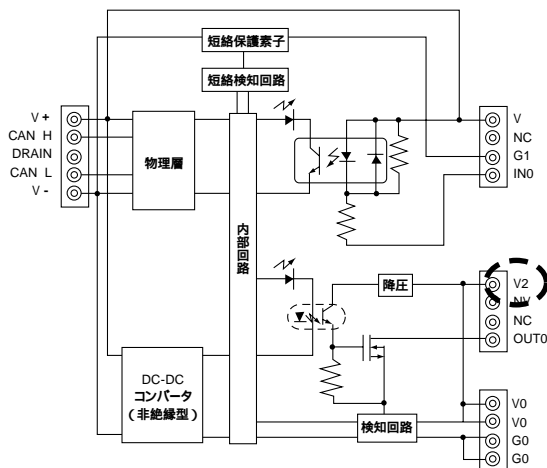 短絡保護素子
短絡検知回路
V +
CAN H
DRAIN
CAN L
V -
物理層
内部回路
V
NC
G1
IN0
降圧
V2
NV
NC
OUT0
DC-DC
コンバータ
(非絶縁型)
検知回路
V0
V0
G0
G0